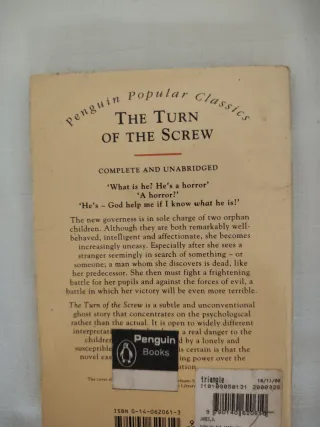 Penguin Popular Classics
THE TURN
OF THE SCREW
COMPLETE AND UNABRIDGED
‘What is he? He's a horror’
‘A horror?’
‘He's – God help me if I know what he is!’
The new governess is in sole charge of two orphan
children. Although they are both remarkably well-
behaved, intelligent and affectionate, she becomes
increasingly uneasy. Especially after she sees a
stranger seemingly in search of something – or
someone; a man whom she discovers is dead, like
her predecessor. She then must fight a frightening
battle for her pupils and against the forces of evil, a
battle in which her victory will be even more terrible.
The Turn of the Screw is a subtle and unconventional
ghost story that concentrates on the psychological
rather than the actual. It is open to widely different
a real danger to the
children by a lonely and
susceptible is certain is that the
novel power over the
Penguin
Books
triangle
ISBN 0-14-062061-3